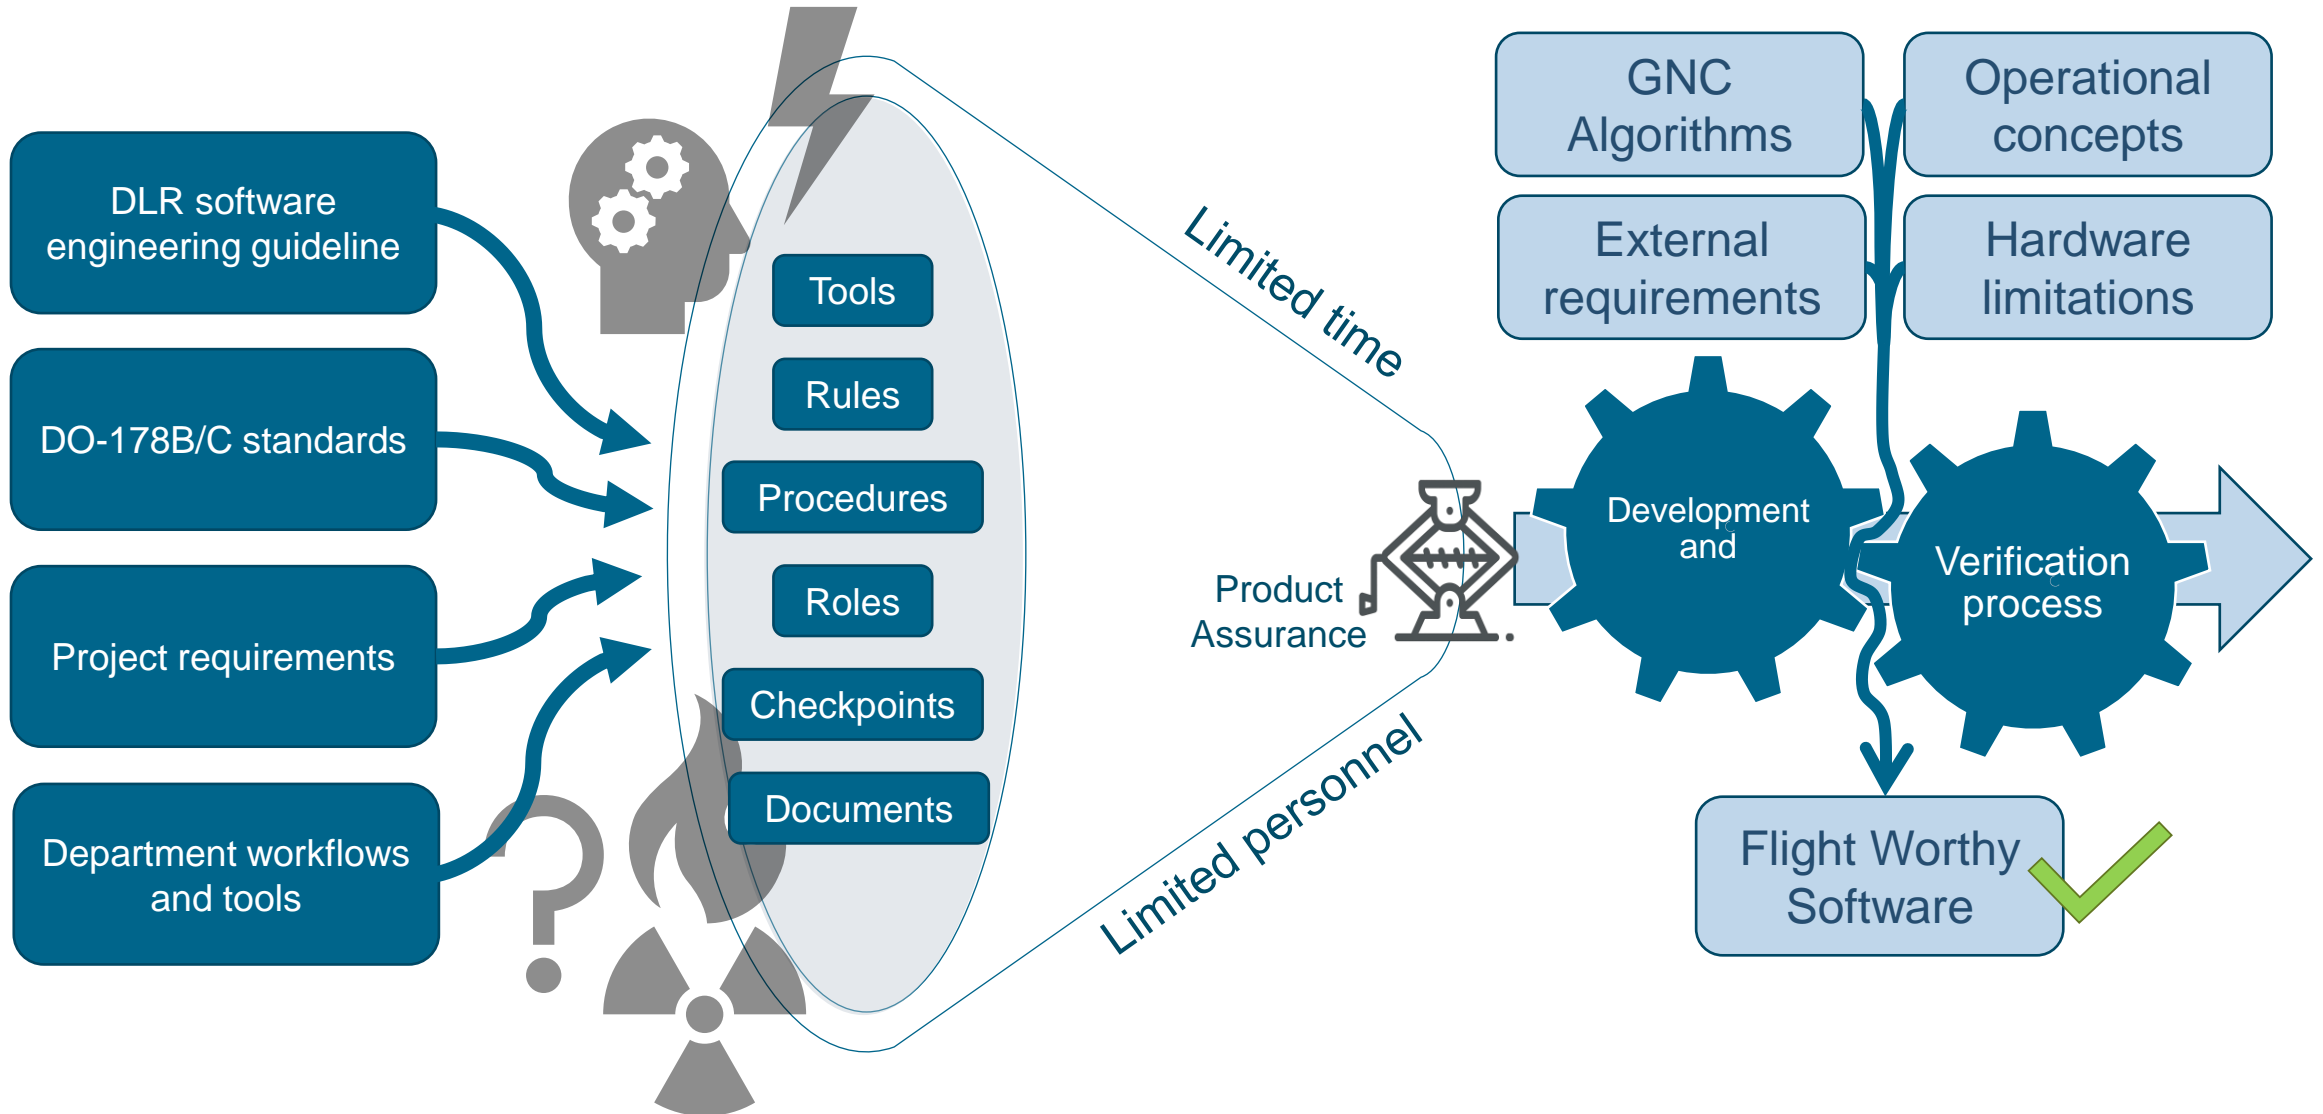 DLR software
engineering guideline
DO-178B/C standards
Project requirements
Department workflows
and tools
Tools
Rules
Procedures
Roles
Checkpoints
Documents
Limited time
Limited personnel
Product
Assurance
GNC
Algorithms
Operational
concepts
External
requirements
Hardware
limitations
Development
and
Verification
process
Flight Worthy
Software